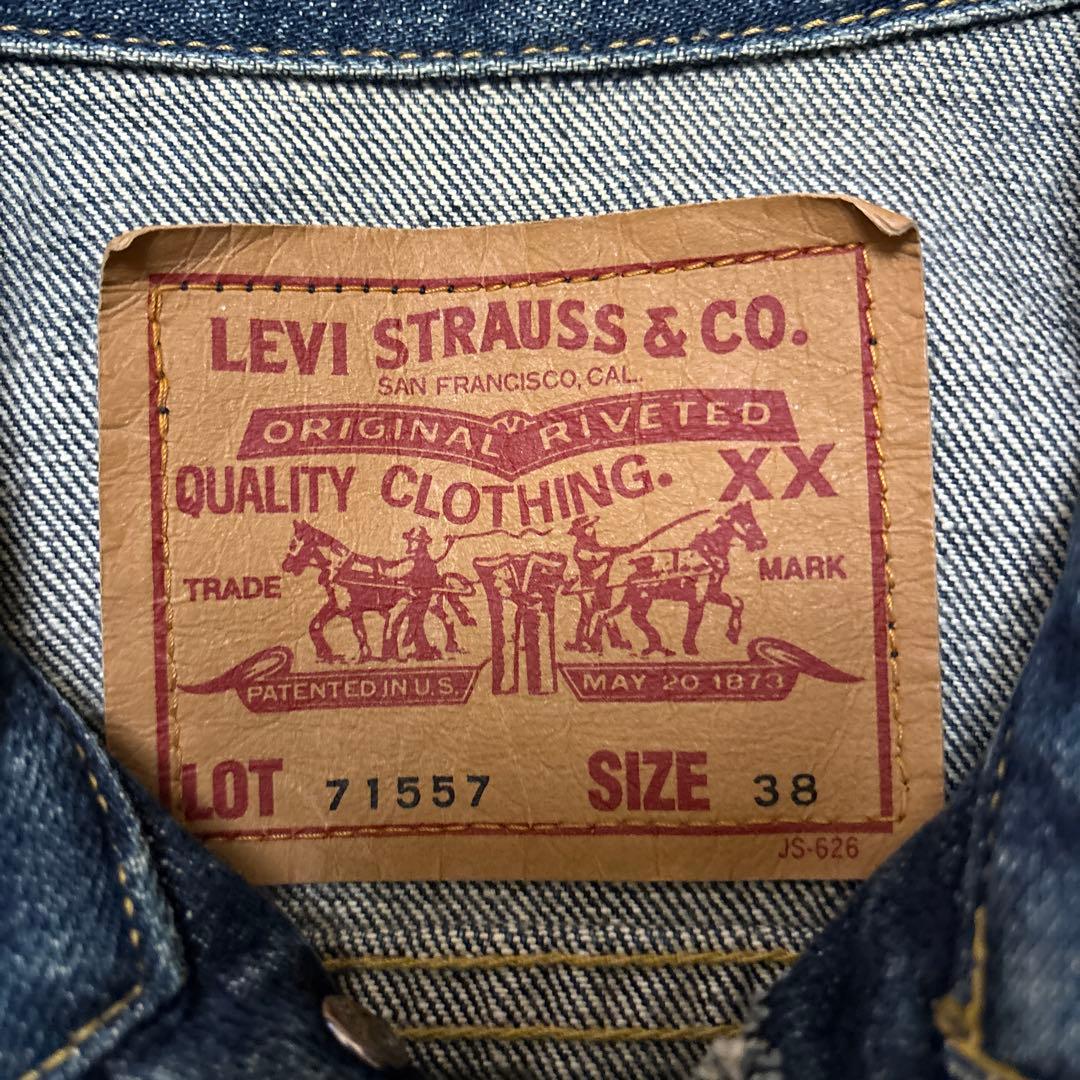 LEVI STRAUSS & CO.
SAN FRANCISCO, CAL.
ORIGINAL RIVETED
QUALITY CLOTHING. XX
TRADE MARK
PATENTED IN U.S. MAY 20 1873
LOT 71557 SIZE 38
JS-626